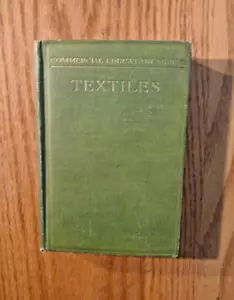 COMMERCIAL EDUCATION SERIES
TEXTILES